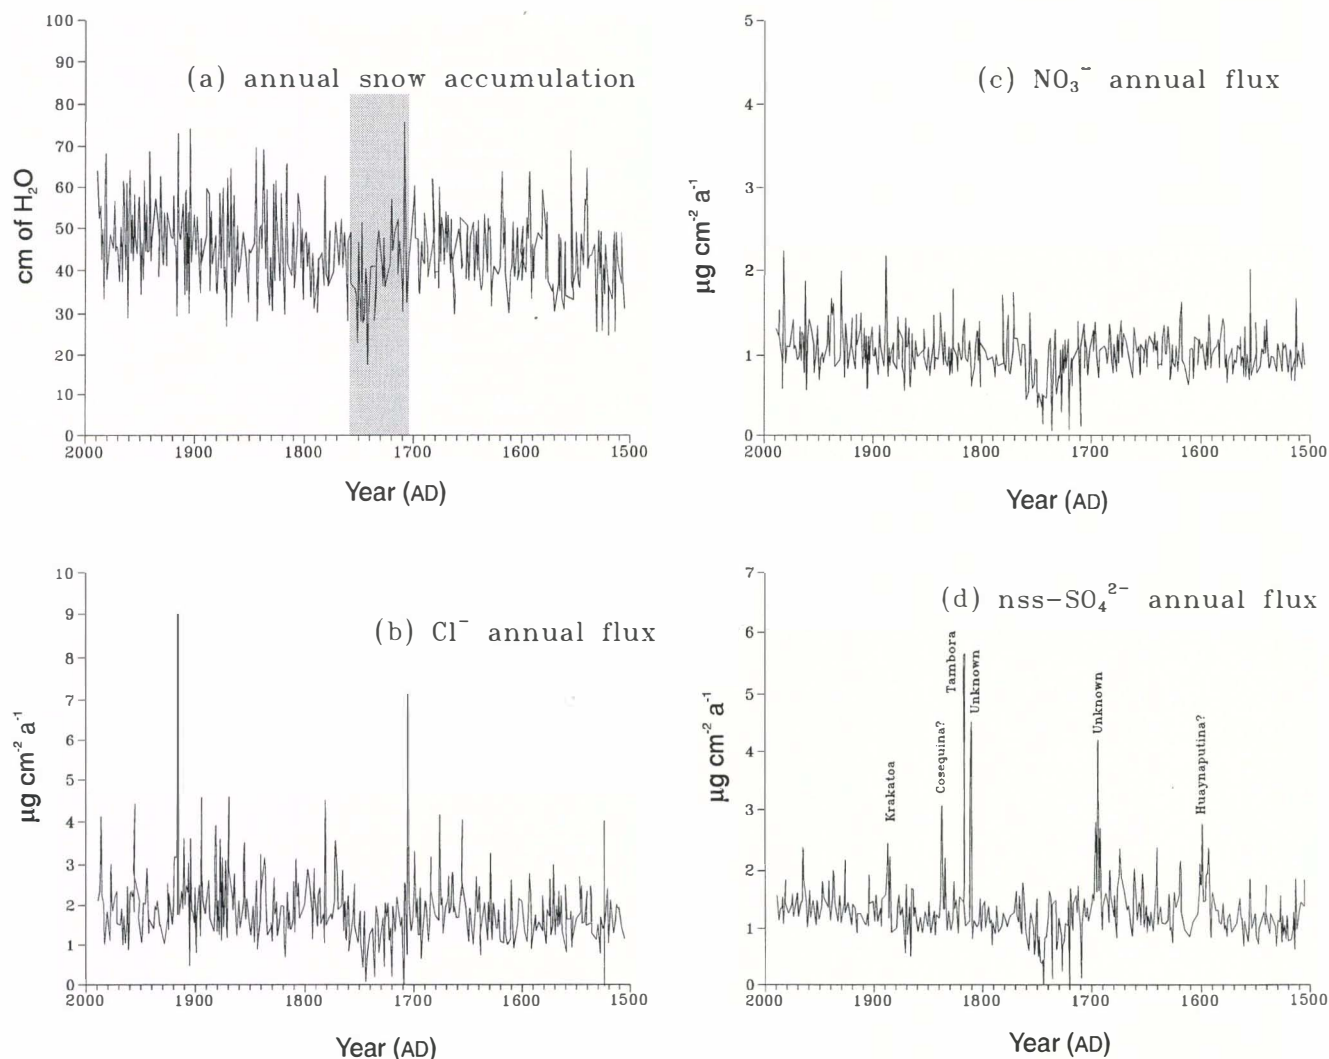 (a) annual snow accumulation
100
90
80
70
60
50
40
30
20
10
0
cm of H₂O
2000 1900 1800 1700 1600 1500
Year (AD)
(c) NO₃⁻ annual flux
5
4
3
2
1
0
µg cm⁻² a⁻¹
2000 1900 1800 1700 1600 1500
Year (AD)
(b) Cl⁻ annual flux
10
9
8
7
6
5
4
3
2
1
0
µg cm⁻² a⁻¹
2000 1900 1800 1700 1600 1500
Year (AD)
(d) nss-SO₄²⁻ annual flux
7
6
5
4
3
2
1
0
µg cm⁻² a⁻¹
Krakatoa
Cosequina?
Tambora
Unknown
Unknown
Huaynaputina?
2000 1900 1800 1700 1600 1500
Year (AD)